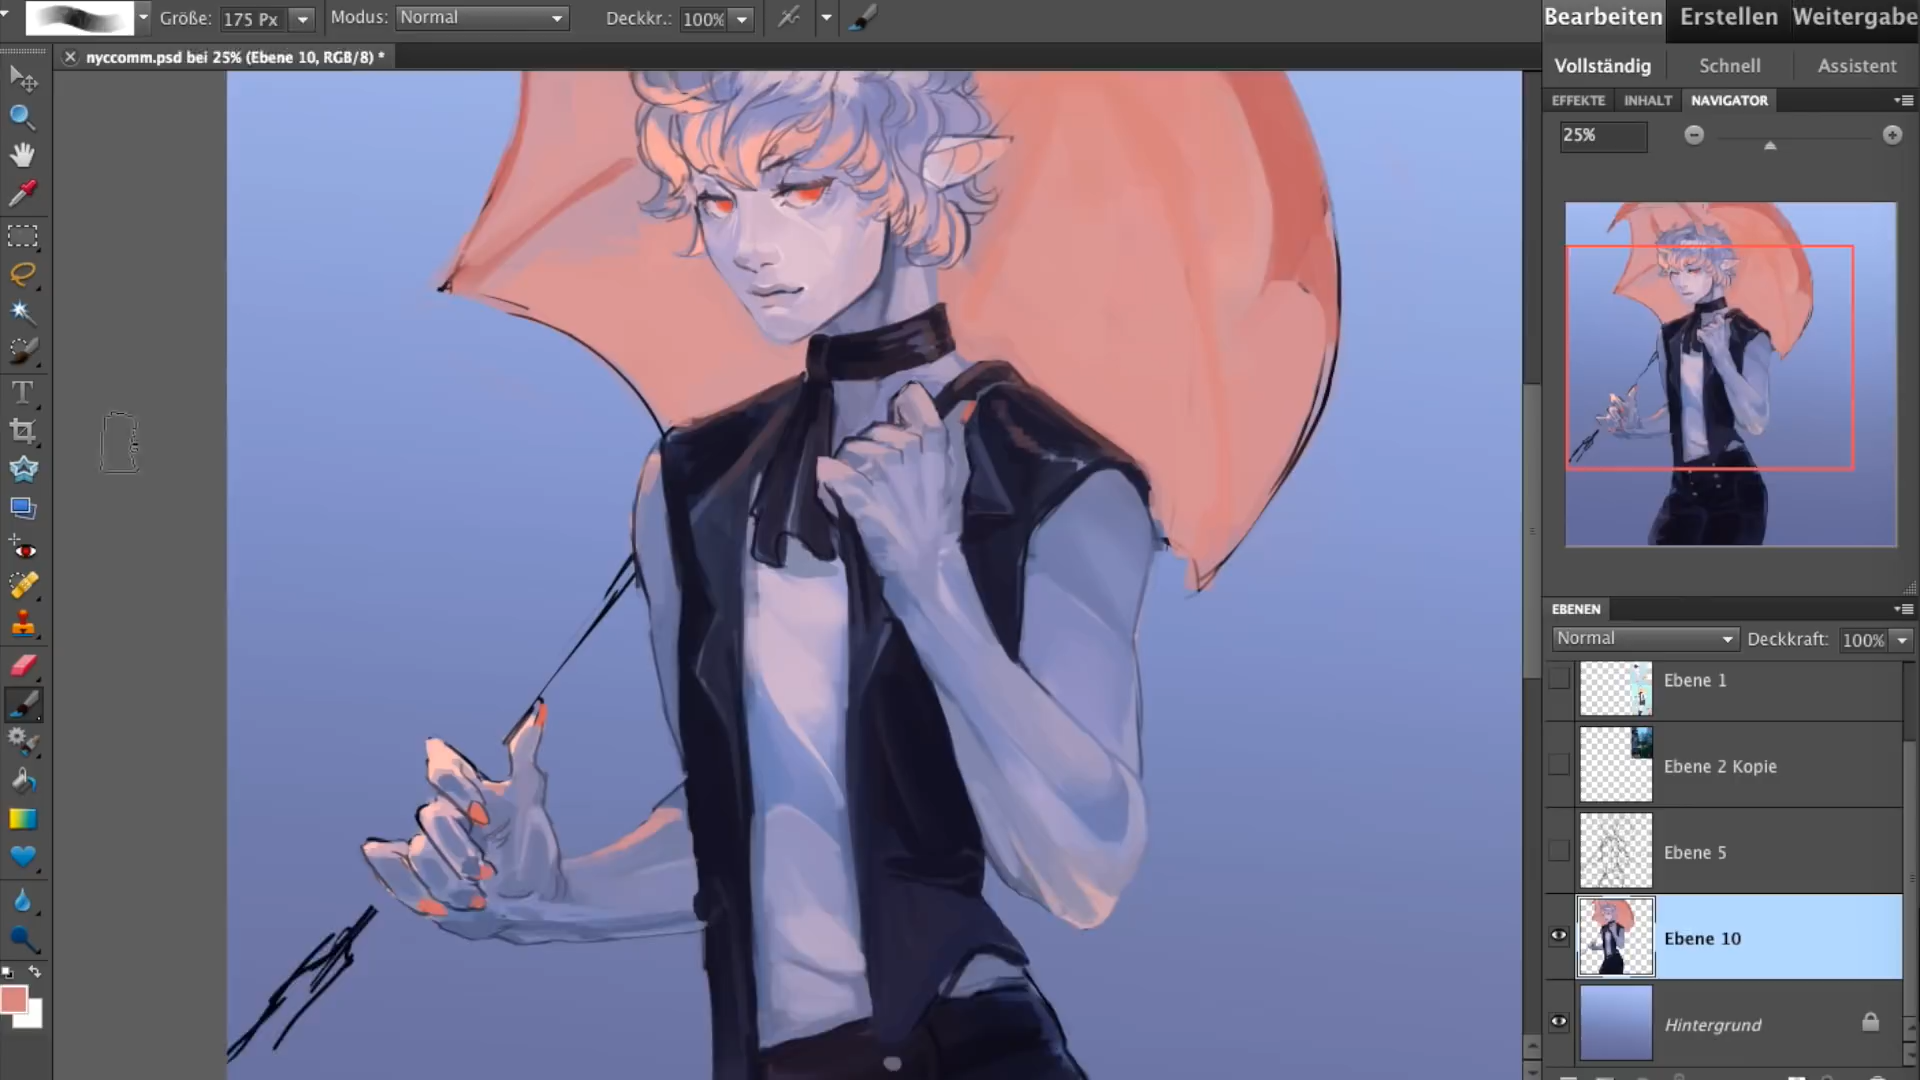 Größe: 175 Px Modus: Normal Deckkr.: 100%
Bearbeiten Erstellen Weitergabe
nyccomm.psd bei 25% (Ebene 10, RGB/8) *
Vollständig Schnell Assistent
EFFEKTE INHALT NAVIGATOR
25%
EBENEN
Normal Deckkraft: 100%
Ebene 1
Ebene 2 Kopie
Ebene 5
Ebene 10
Hintergrund
T